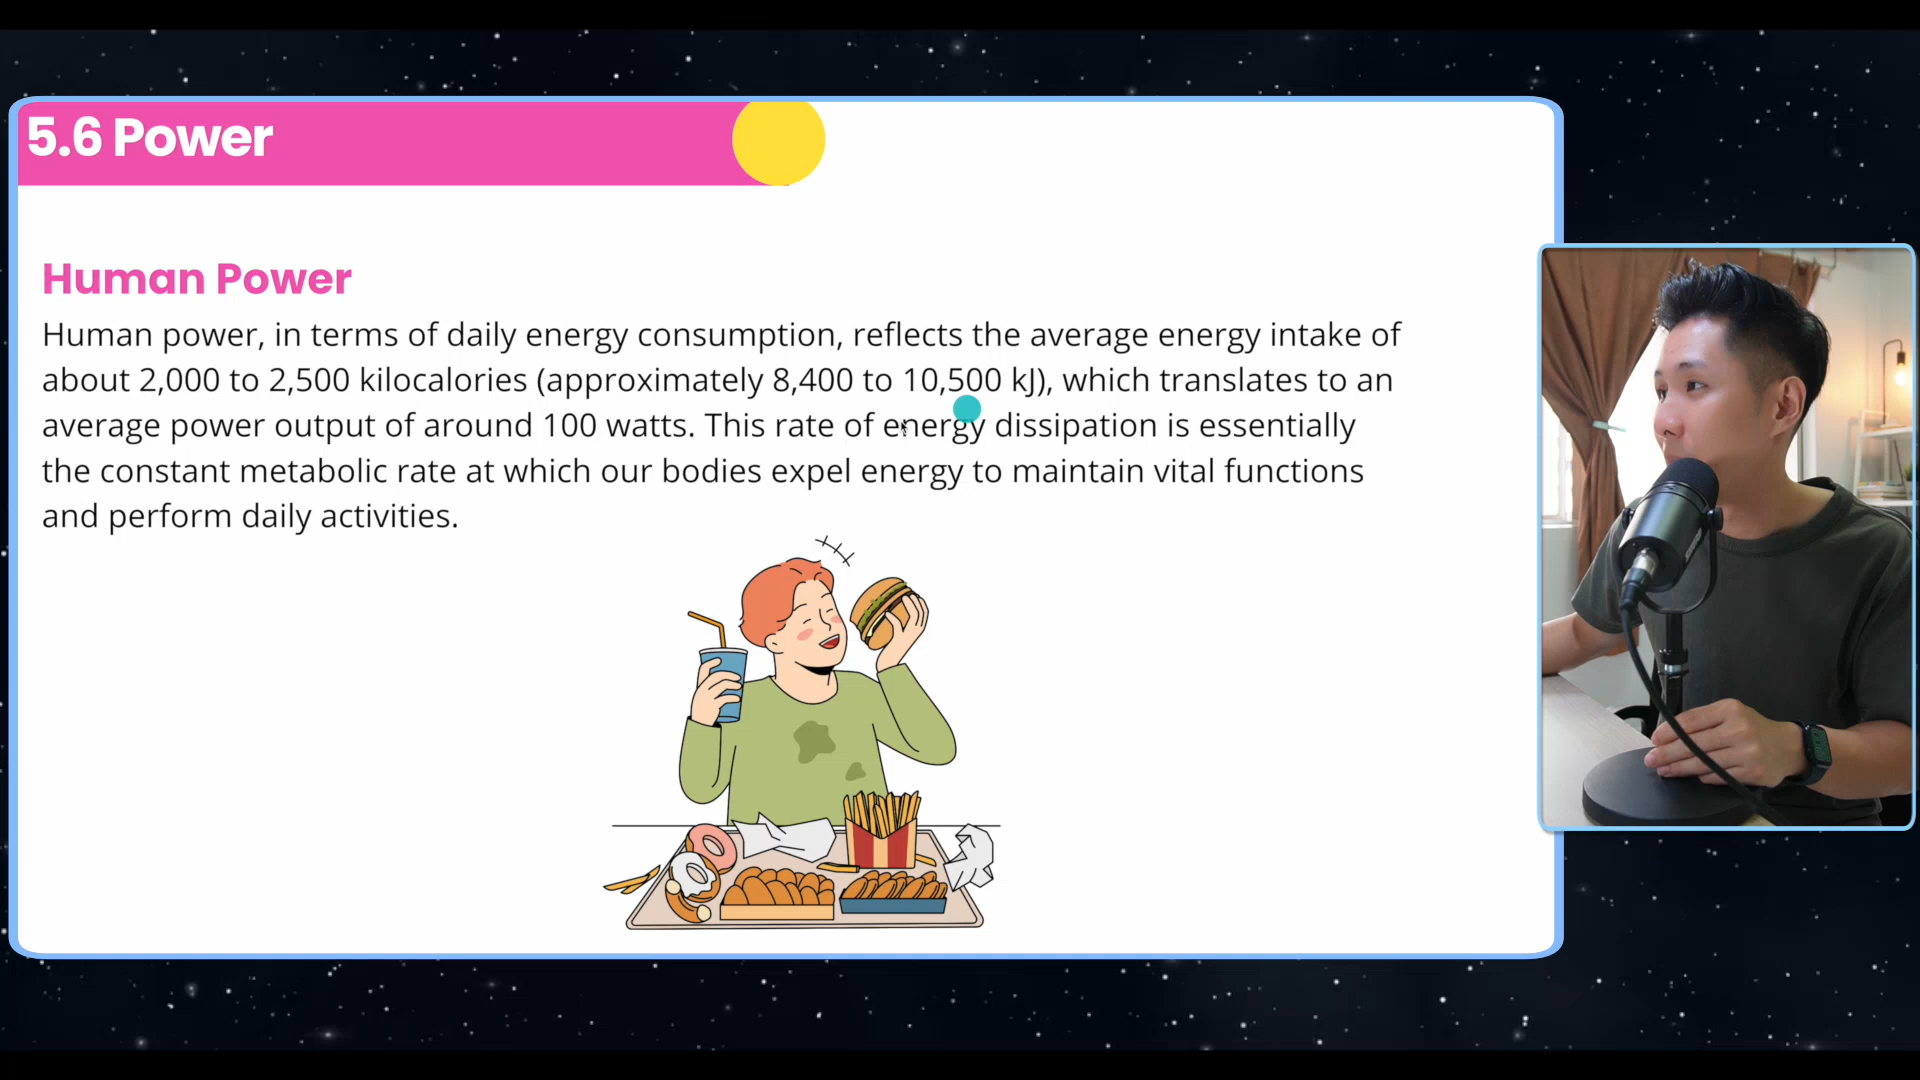 5.6 Power
Human Power
Human power, in terms of daily energy consumption, reflects the average energy intake of
about 2,000 to 2,500 kilocalories (approximately 8,400 to 10,500 kJ), which translates to an
average power output of around 100 watts. This rate of energy dissipation is essentially
the constant metabolic rate at which our bodies expel energy to maintain vital functions
and perform daily activities.